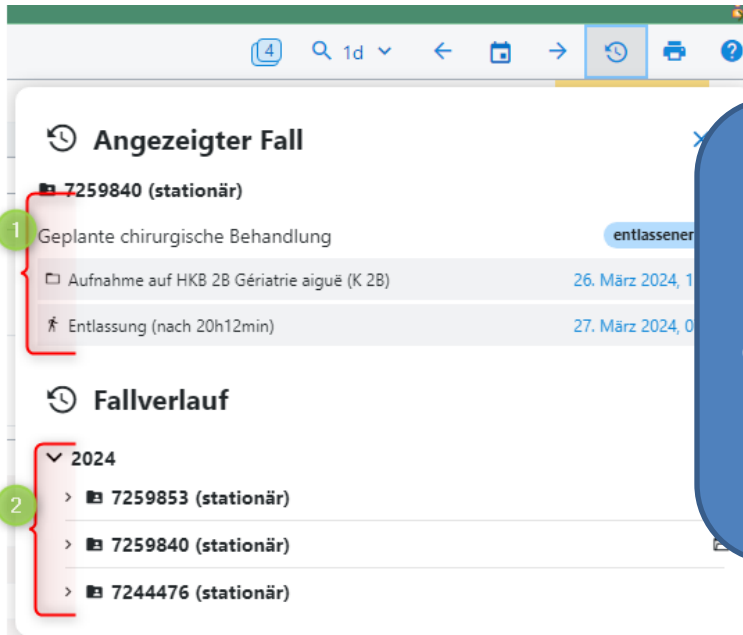 4 1d
Angezeigter Fall
7259840 (stationär)
1
Geplante chirurgische Behandlung entlassener
Aufnahme auf HKB 2B Gériatrie aiguë (K 2B) 26. März 2024, 1
Entlassung (nach 20h12min) 27. März 2024, 0
Fallverlauf
2024
2
7259853 (stationär)
7259840 (stationär)
7244476 (stationär)